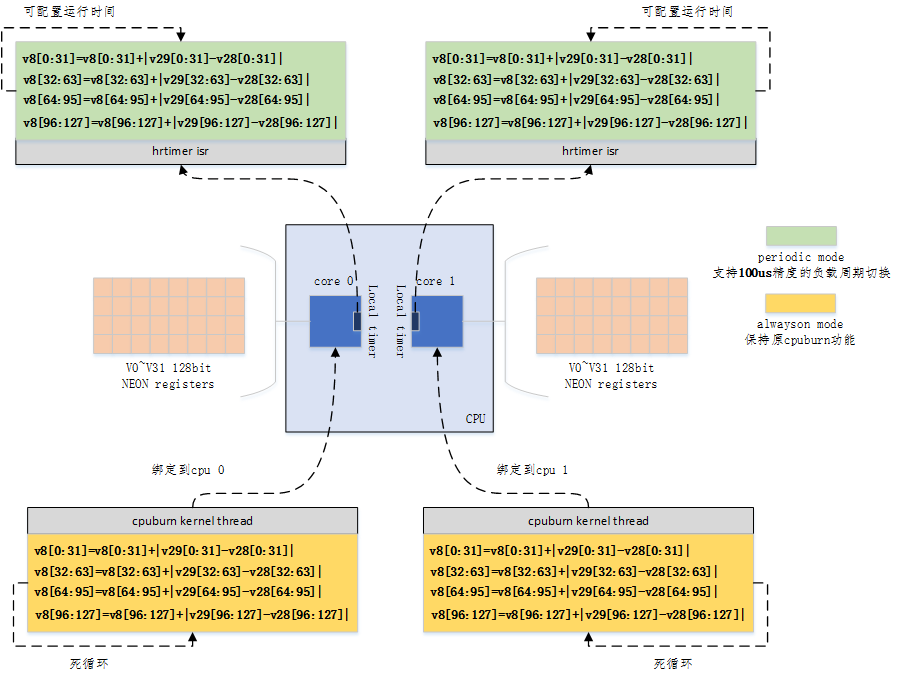 可配置运行时间
可配置运行时间
v8[0:31]=v8[0:31]+|v29[0:31]-v28[0:31]|
v8[32:63]=v8[32:63]+|v29[32:63]-v28[32:63]|
v8[64:95]=v8[64:95]+|v29[64:95]-v28[64:95]|
v8[96:127]=v8[96:127]+|v29[96:127]-v28[96:127]|
hrtimer isr
v8[0:31]=v8[0:31]+|v29[0:31]-v28[0:31]|
v8[32:63]=v8[32:63]+|v29[32:63]-v28[32:63]|
v8[64:95]=v8[64:95]+|v29[64:95]-v28[64:95]|
v8[96:127]=v8[96:127]+|v29[96:127]-v28[96:127]|
hrtimer isr
periodic mode
支持100us精度的负载周期切换
alwayson mode
保持原cpuburn功能
core 0
core 1
Local timer
Local timer
CPU
V0~V31 128bit
NEON registers
V0~V31 128bit
NEON registers
绑定到cpu 0
绑定到cpu 1
cpuburn kernel thread
v8[0:31]=v8[0:31]+|v29[0:31]-v28[0:31]|
v8[32:63]=v8[32:63]+|v29[32:63]-v28[32:63]|
v8[64:95]=v8[64:95]+|v29[64:95]-v28[64:95]|
v8[96:127]=v8[96:127]+|v29[96:127]-v28[96:127]|
死循环
cpuburn kernel thread
v8[0:31]=v8[0:31]+|v29[0:31]-v28[0:31]|
v8[32:63]=v8[32:63]+|v29[32:63]-v28[32:63]|
v8[64:95]=v8[64:95]+|v29[64:95]-v28[64:95]|
v8[96:127]=v8[96:127]+|v29[96:127]-v28[96:127]|
死循环